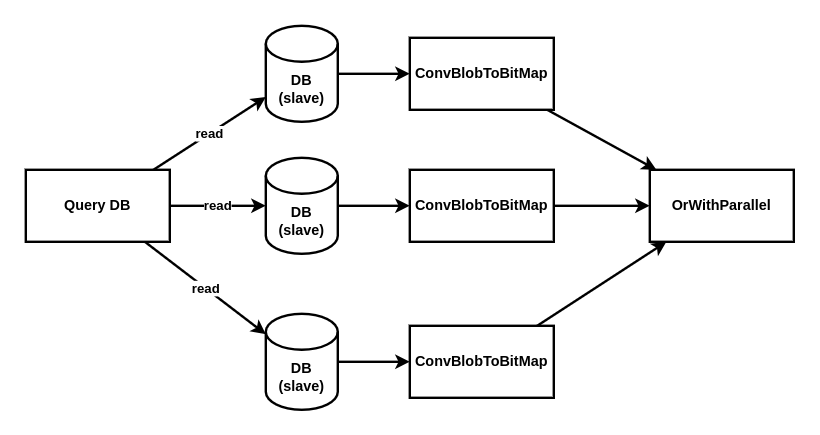 DB
(slave)
ConvBlobToBitMap
read
Query DB
read
DB
(slave)
ConvBlobToBitMap
OrWithParallel
read
DB
(slave)
ConvBlobToBitMap